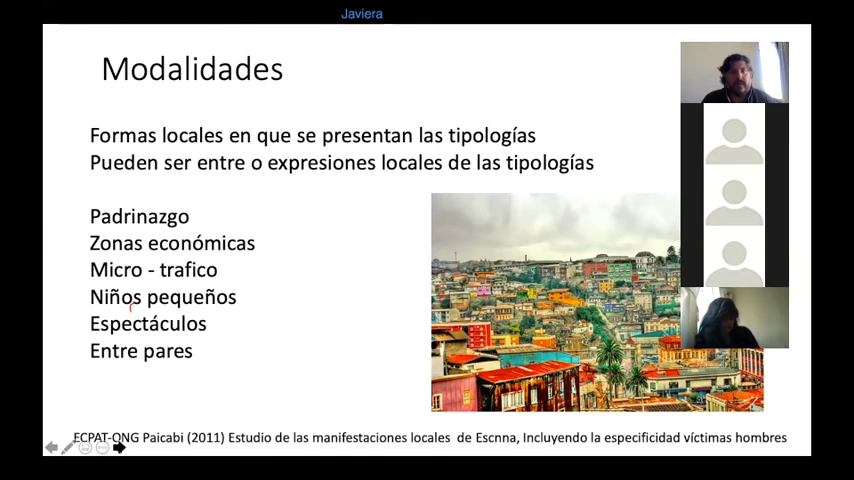 Javiera
Modalidades
Formas locales en que se presentan las tipologías
Pueden ser entre o expresiones locales de las tipologías
Padrinazgo
Zonas económicas
Micro - trafico
Niños pequeños
Espectáculos
Entre pares
ECPAT-ONG Paicabi (2011) Estudio de las manifestaciones locales de Escnna, Incluyendo la especificidad víctimas hombres